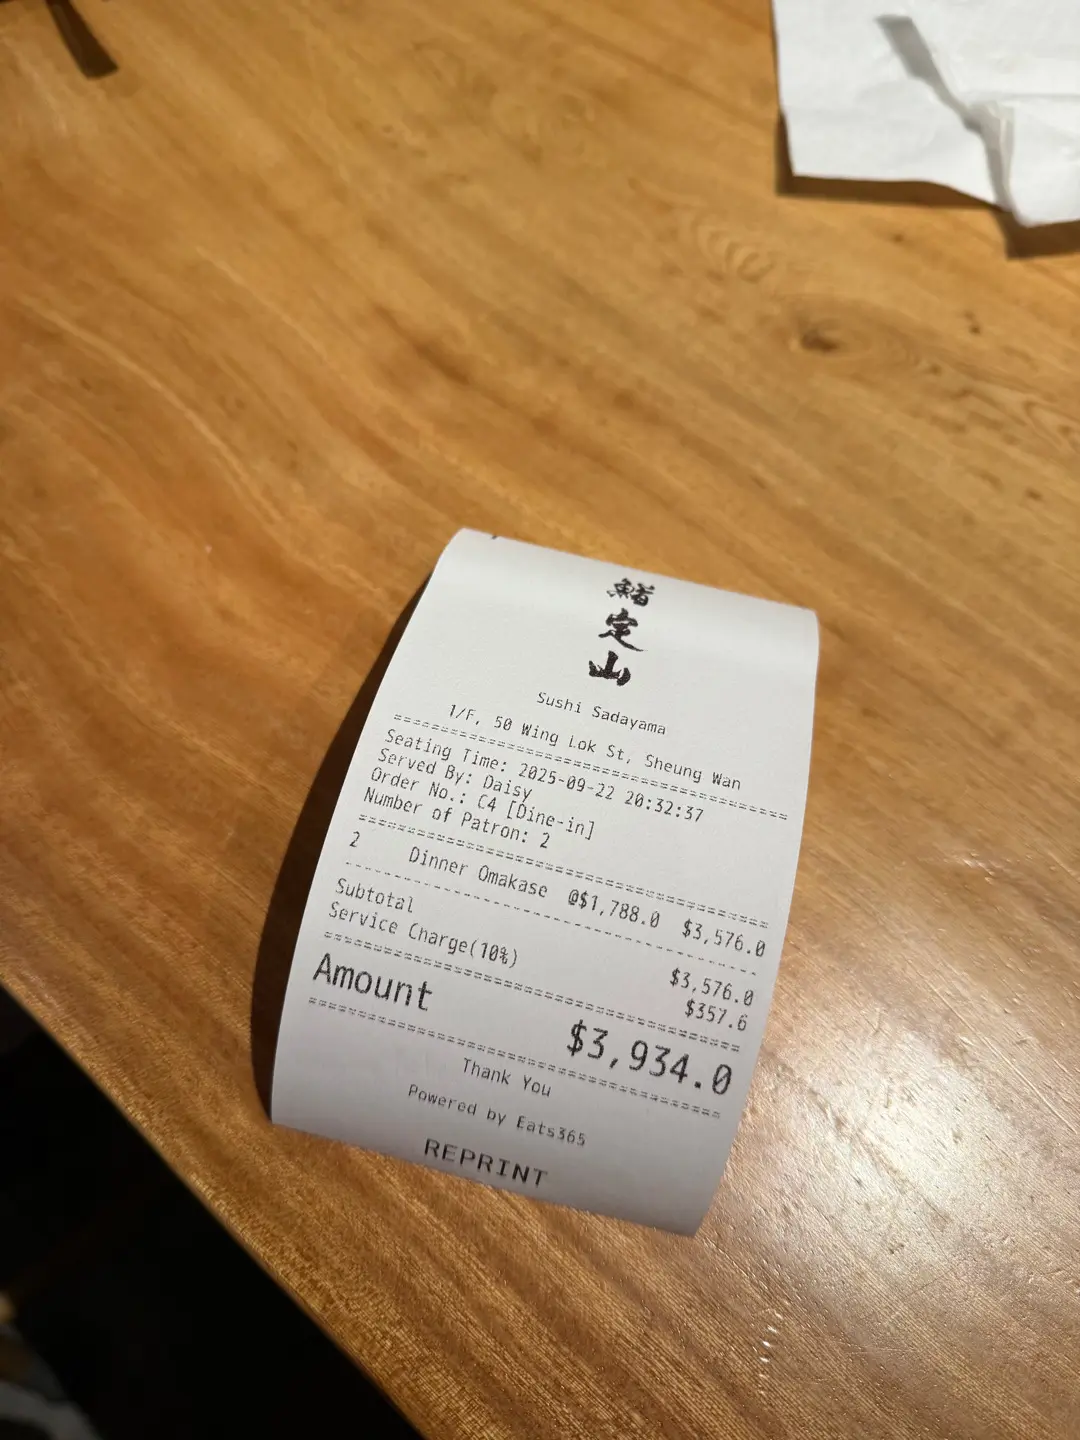 鮨
定
山
Sushi Sadayama
1/F, 50 Wing Lok St, Sheung Wan
================================================
Seating Time: 2025-09-22 20:32:37
Served By: Daisy
Order No.: C4 [Dine-in]
Number of Patron: 2
================================================
2 Dinner Omakase @$1,788.0 $3,576.0
------------------------------------------------
Subtotal $3,576.0
Service Charge(10%) $357.6
================================================
Amount $3,934.0
================================================
Thank You
Powered by Eats365
REPRINT